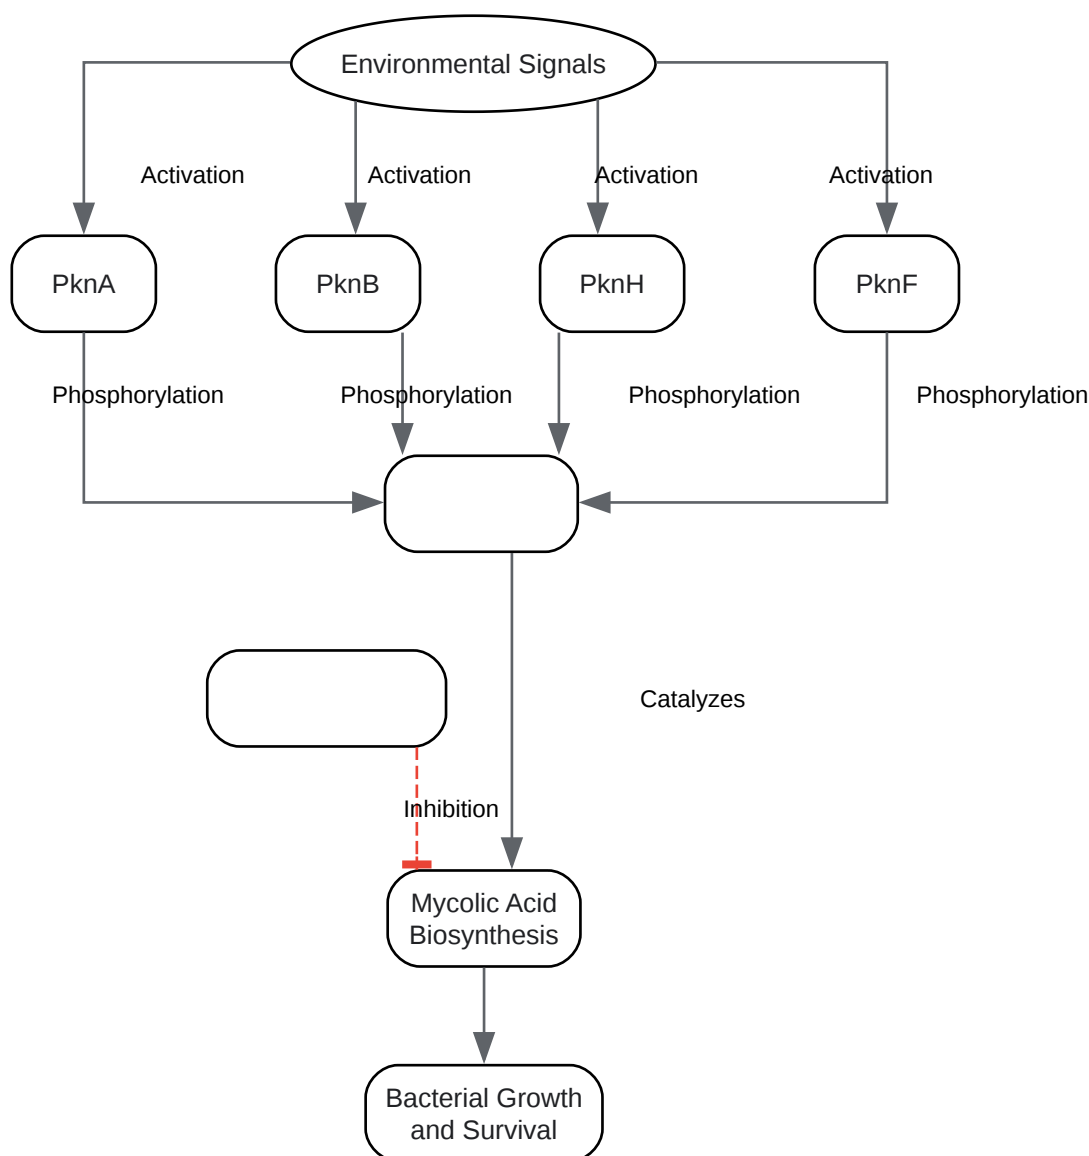 Environmental Signals
Activation
Activation
Activation
Activation
PknA
PknB
PknH
PknF
Phosphorylation
Phosphorylation
Phosphorylation
Phosphorylation
Catalyzes
Inhibition
Mycolic Acid
Biosynthesis
Bacterial Growth
and Survival